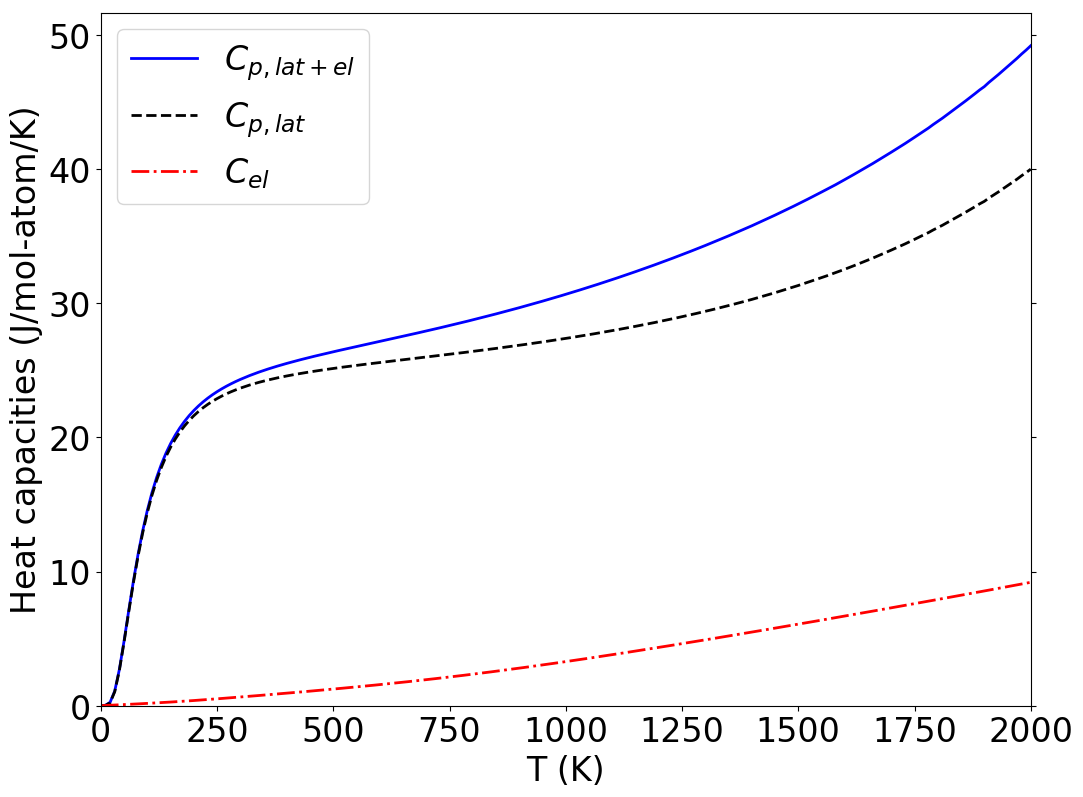 Heat capacities (J/mol-atom/K)
50
40
30
20
10
0
C_{p, lat + el}
C_{p, lat}
C_{el}
0 250 500 750 1000 1250 1500 1750 2000
T (K)